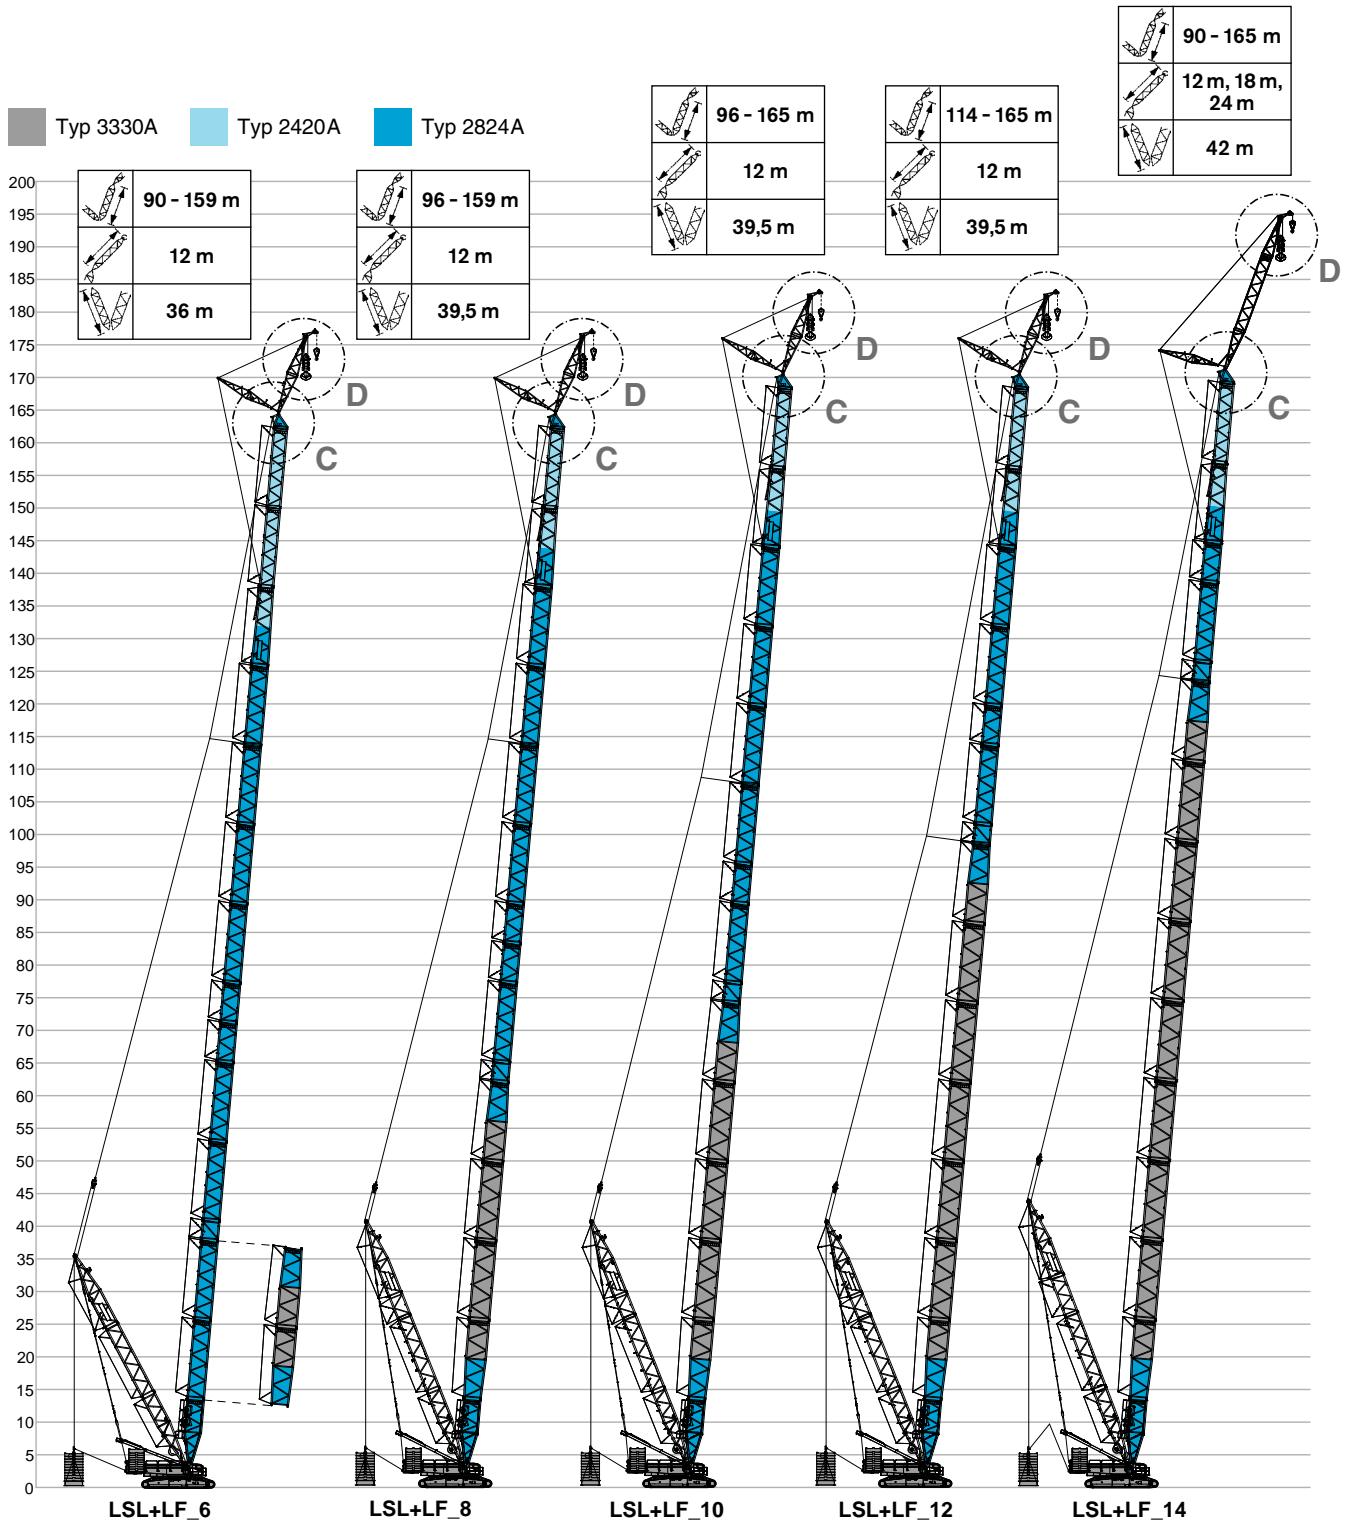 90 - 165 m
12 m, 18 m,
24 m
42 m
96 - 165 m
12 m
39,5 m
114 - 165 m
12 m
39,5 m
Typ 3330A
Typ 2420A
Typ 2824A
90 - 159 m
12 m
36 m
96 - 159 m
12 m
39,5 m
200
195
190
185
180
175
170
165
160
155
150
145
140
135
130
125
120
115
110
105
100
95
90
85
80
75
70
65
60
55
50
45
40
35
30
25
20
15
10
5
0
D
C
D
C
D
C
D
C
D
C
LSL+LF_6
LSL+LF_8
LSL+LF_10
LSL+LF_12
LSL+LF_14